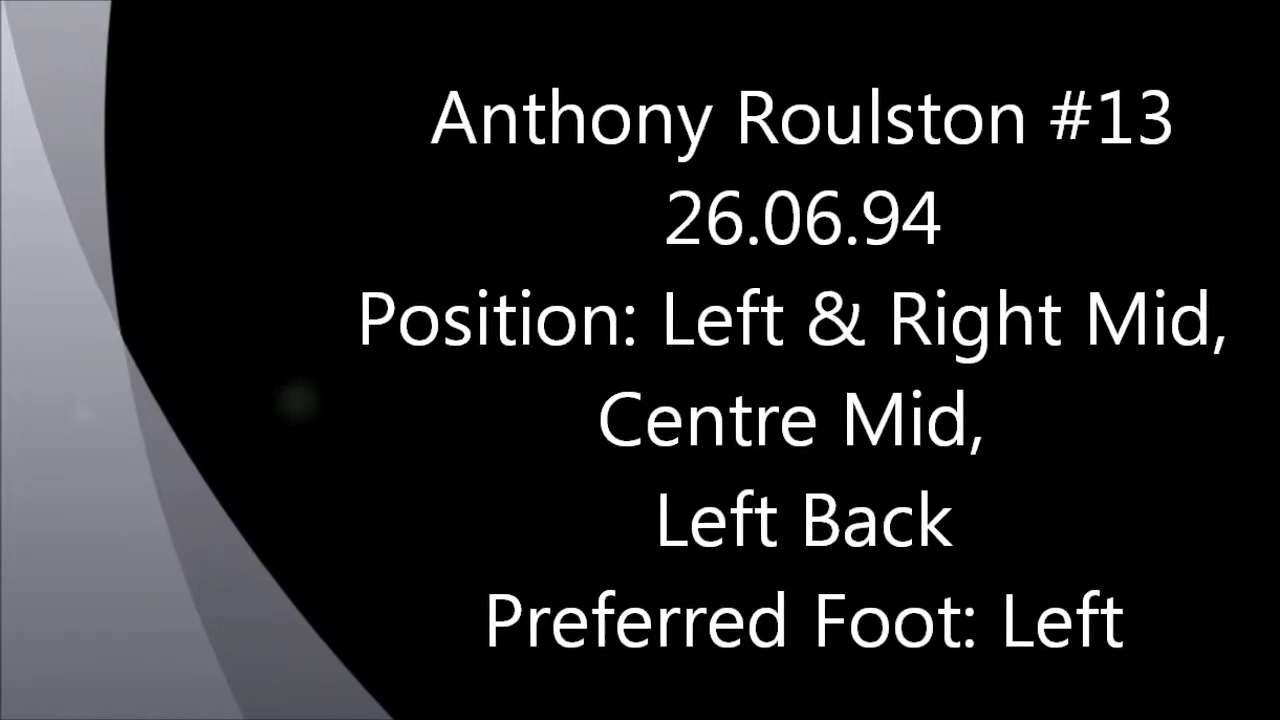 Anthony Roulston #13
26.06.94
Position: Left & Right Mid,
Centre Mid,
Left Back
Preferred Foot: Left